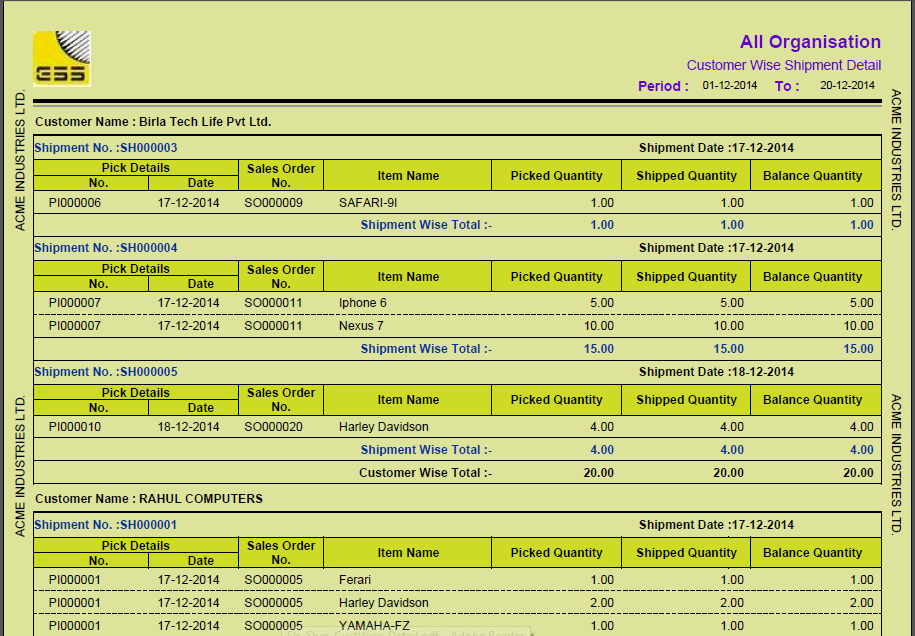 All Organisation
Customer Wise Shipment Detail
Period : 01-12-2014 To : 20-12-2014
ESS
ACME INDUSTRIES LTD.
ACME INDUSTRIES LTD.
Customer Name : Birla Tech Life Pvt Ltd.
Shipment No. :SH000003 Shipment Date :17-12-2014
Pick Details Sales Order No. Item Name Picked Quantity Shipped Quantity Balance Quantity
No. Date
PI000006 17-12-2014 SO000009 SAFARI-9I 1.00 1.00 1.00
Shipment Wise Total :- 1.00 1.00 1.00
Shipment No. :SH000004 Shipment Date :17-12-2014
Pick Details Sales Order No. Item Name Picked Quantity Shipped Quantity Balance Quantity
No. Date
PI000007 17-12-2014 SO000011 Iphone 6 5.00 5.00 5.00
PI000007 17-12-2014 SO000011 Nexus 7 10.00 10.00 10.00
Shipment Wise Total :- 15.00 15.00 15.00
Shipment No. :SH000005 Shipment Date :18-12-2014
Pick Details Sales Order No. Item Name Picked Quantity Shipped Quantity Balance Quantity
No. Date
PI000010 18-12-2014 SO000020 Harley Davidson 4.00 4.00 4.00
Shipment Wise Total :- 4.00 4.00 4.00
Customer Wise Total :- 20.00 20.00 20.00
ACME INDUSTRIES LTD.
ACME INDUSTRIES LTD.
Customer Name : RAHUL COMPUTERS
Shipment No. :SH000001 Shipment Date :17-12-2014
Pick Details Sales Order No. Item Name Picked Quantity Shipped Quantity Balance Quantity
No. Date
PI000001 17-12-2014 SO000005 Ferari 1.00 1.00 1.00
PI000001 17-12-2014 SO000005 Harley Davidson 2.00 2.00 2.00
PI000001 17-12-2014 SO000005 YAMAHA-FZ 1.00 1.00 1.00